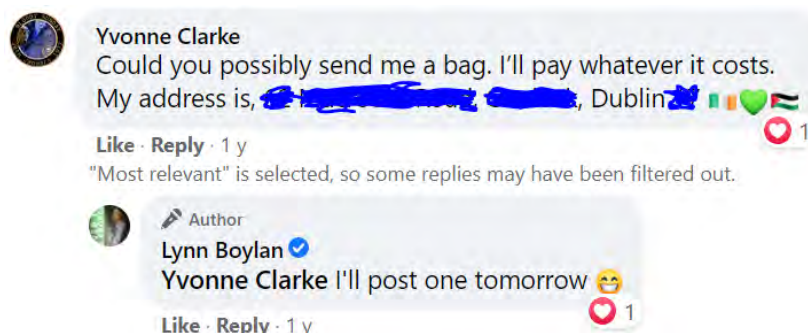 Yvonne Clarke
Could you possibly send me a bag. I'll pay whatever it costs.
My address is, , Dublin 🇮🇪💚🇵🇸
1
Like · Reply · 1 y
"Most relevant" is selected, so some replies may have been filtered out.
Author
Lynn Boylan
Yvonne Clarke I'll post one tomorrow 😁
1
Like · Reply · 1 y